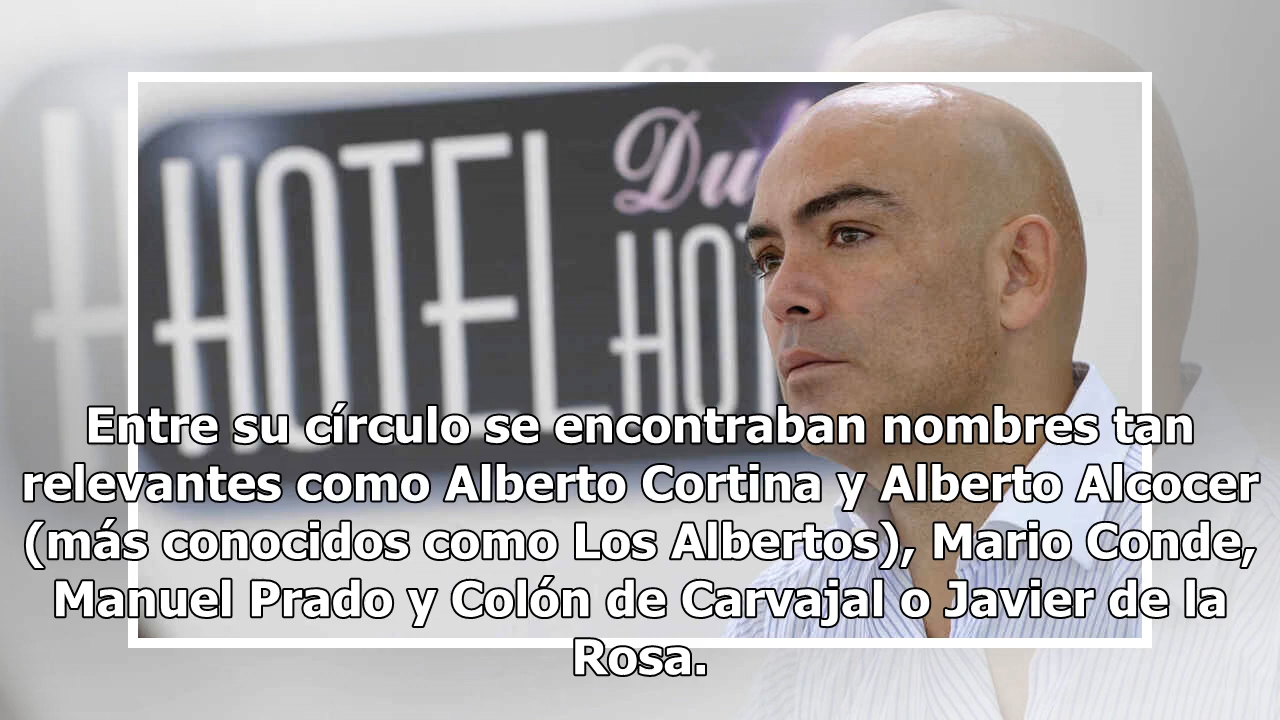 HOTEL
Du
HOT
Entre su círculo se encontraban nombres tan
relevantes como Alberto Cortina y Alberto Alcocer
(más conocidos como Los Albertos), Mario Conde,
Manuel Prado y Colón de Carvajal o Javier de la
Rosa.